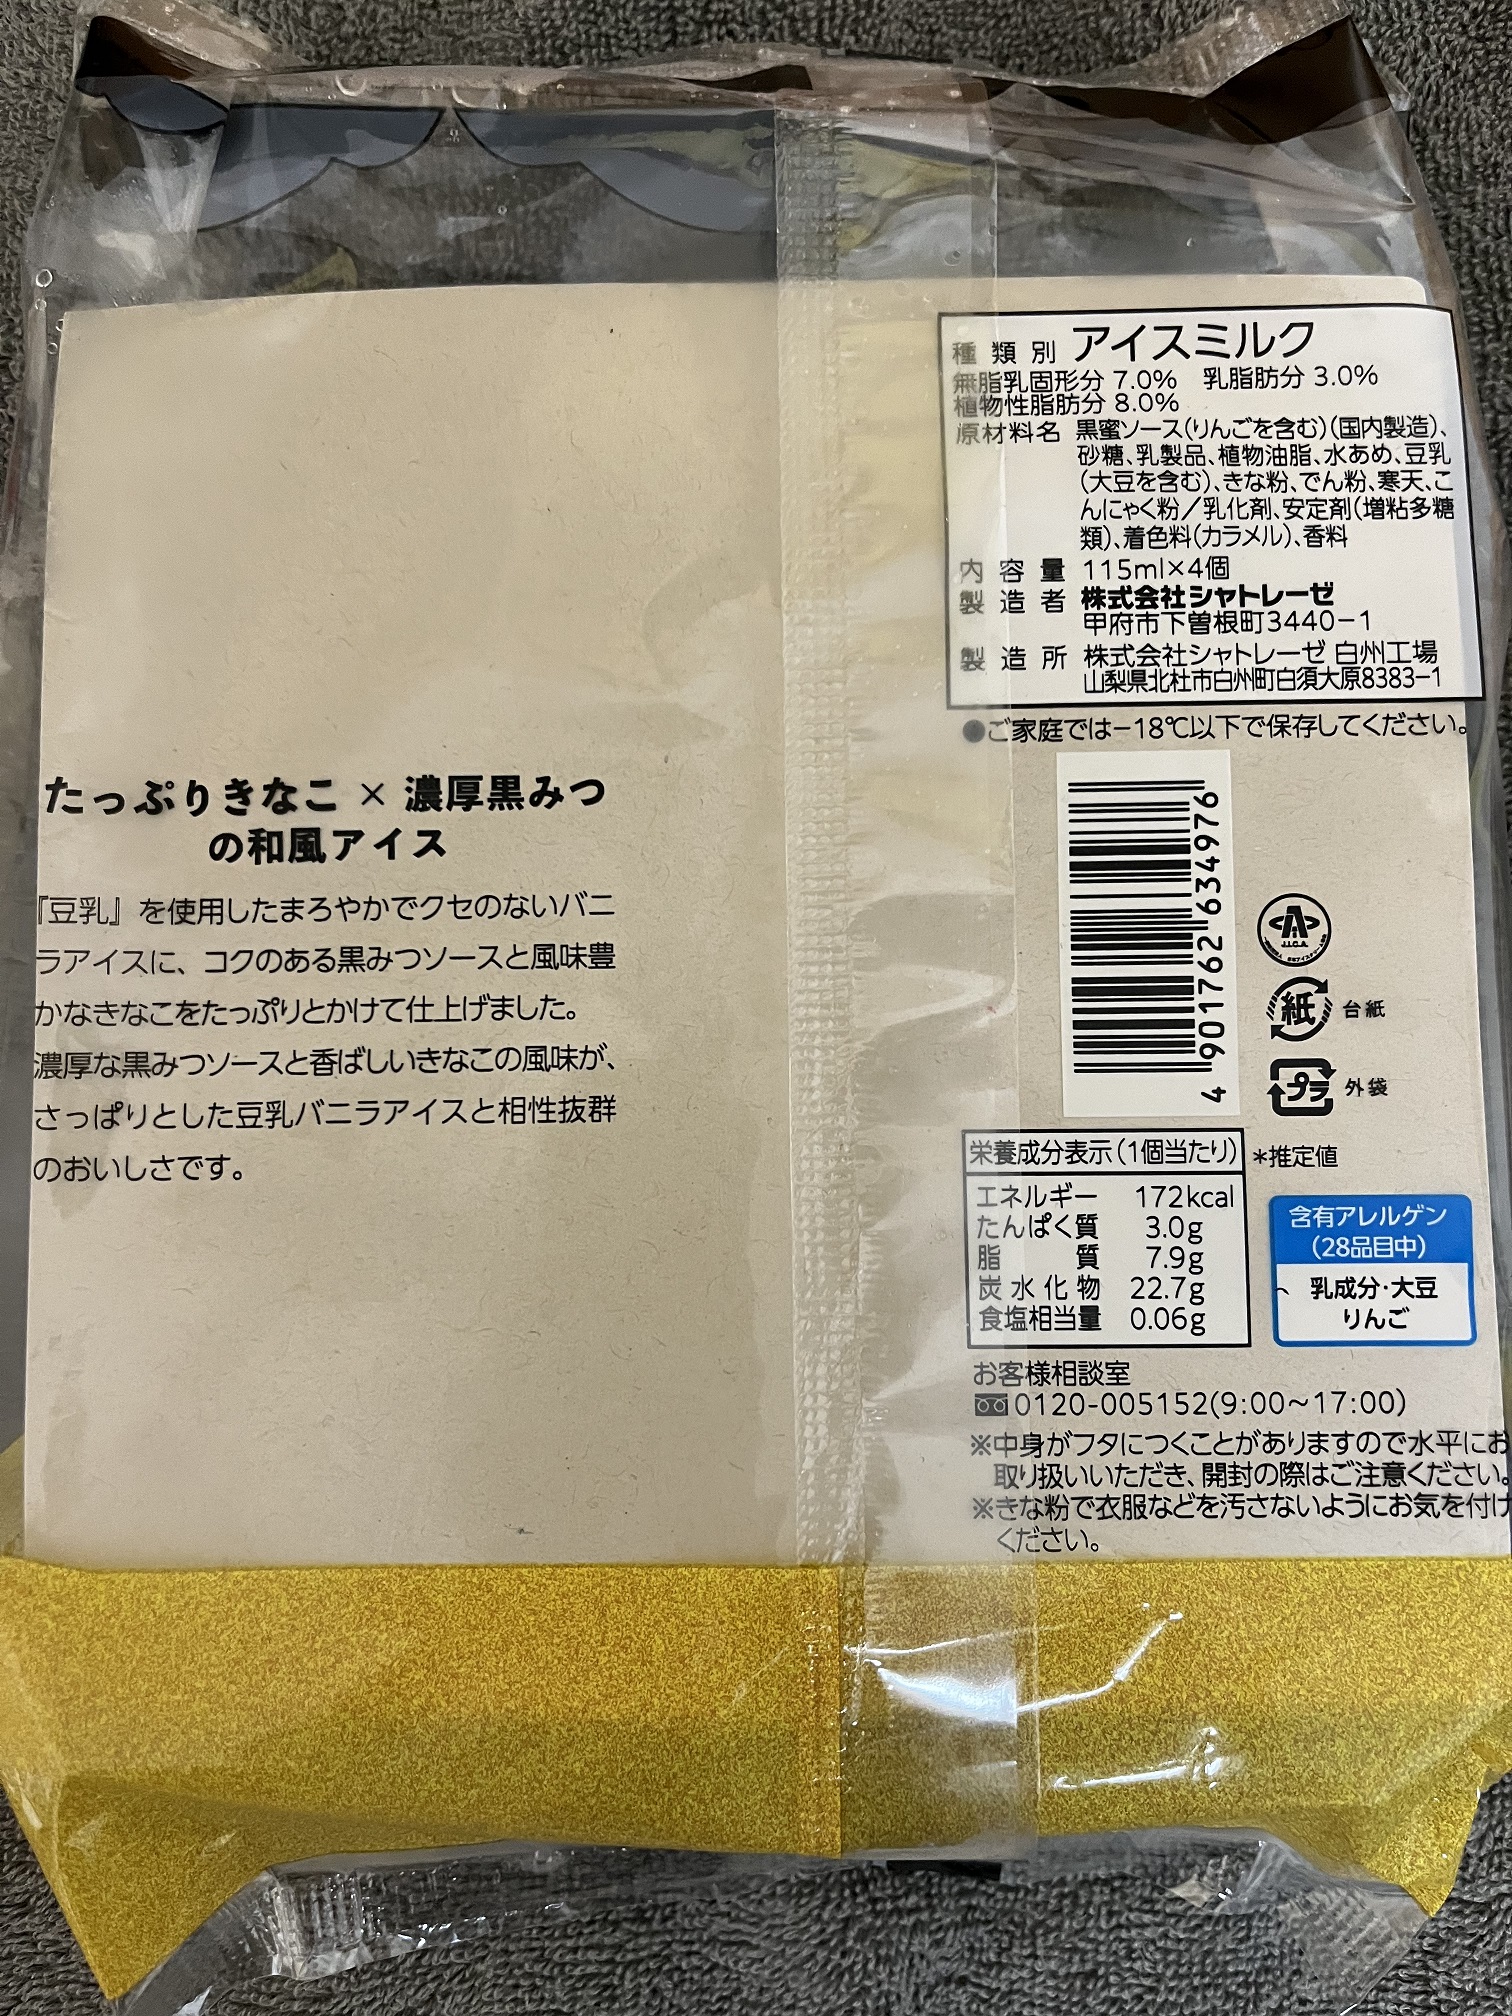 たっぷりきなこ×濃厚黒みつ
の和風アイス
『豆乳』を使用したまろやかでクセのないバニ
ラアイスに、コクのある黒みつソースと風味豊
かなきなこをたっぷりとかけて仕上げました。
濃厚な黒みつソースと香ばしいきなこの風味が、
さっぱりとした豆乳バニラアイスと相性抜群
のおいしさです。
種類別 アイスミルク
無脂乳固形分 7.0% 乳脂肪分 3.0%
植物性脂肪分 8.0%
原材料名 黒蜜ソース(りんごを含む)(国内製造)、
砂糖、乳製品、植物油脂、水あめ、豆乳
(大豆を含む)、きな粉、でん粉、寒天、こ
んにゃく粉/乳化剤、安定剤(増粘多糖
類)、着色料(カラメル)、香料
内容量 115ml×4個
製造者 株式会社シャトレーゼ
甲府市下曽根町3440-1
製造所 株式会社シャトレーゼ 白州工場
山梨県北杜市白州町白須大原8383-1
●ご家庭では-18℃以下で保存してください。
4 901762 634976
J.I.C.A.
紙 台紙
プラ 外袋
栄養成分表示(1個当たり) *推定値
エネルギー 172kcal
たんぱく質 3.0g
脂質 7.9g
炭水化物 22.7g
食塩相当量 0.06g
含有アレルゲン
(28品目中)
乳成分・大豆
りんご
お客様相談室
0120-005152(9:00~17:00)
※中身がフタにつくことがありますので水平にお
取り扱いいただき、開封の際はご注意ください。
※きな粉で衣服などを汚さないようにお気を付け
ください。